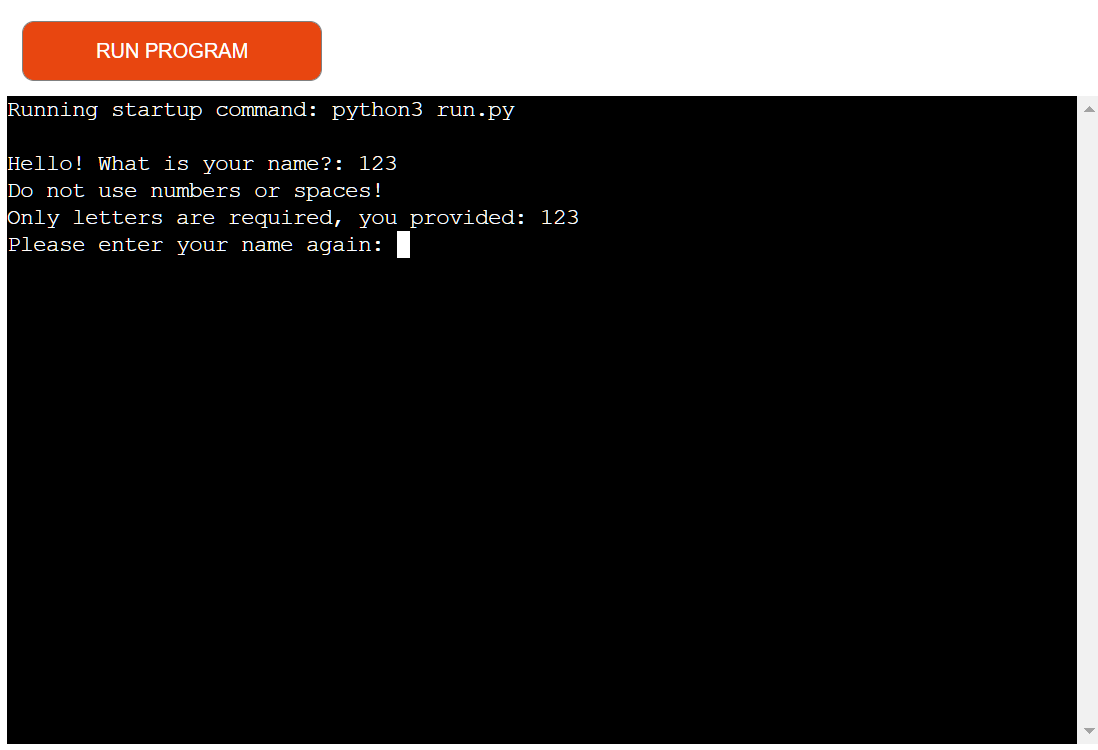 RUN PROGRAM
Running startup command: python3 run.py
Hello! What is your name?: 123
Do not use numbers or spaces!
Only letters are required, you provided: 123
Please enter your name again: